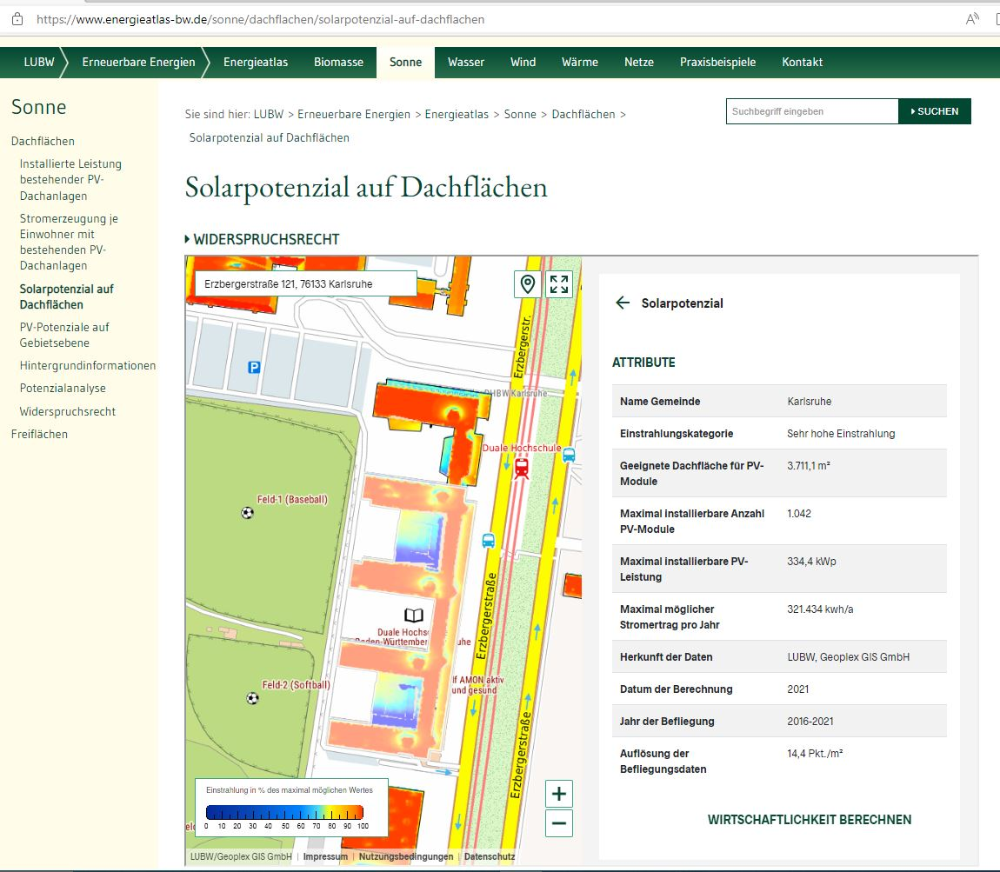 https://www.energieatlas-bw.de/sonne/dachflachen/solarpotenzial-auf-dachflachen
LUBW Erneuerbare Energien Energieatlas Biomasse Sonne Wasser Wind Wärme Netze Praxisbeispiele Kontakt
Sonne
Dachflächen
Installierte Leistung
bestehender PV-
Dachanlagen
Stromerzeugung je
Einwohner mit
bestehenden PV-
Dachanlagen
Solarpotenzial auf
Dachflächen
PV-Potenziale auf
Gebietsebene
Hintergrundinformationen
Potenzialanalyse
Widerspruchsrecht
Freiflächen
Sie sind hier: LUBW > Erneuerbare Energien > Energieatlas > Sonne > Dachflächen >
Solarpotenzial auf Dachflächen
Suchbegriff eingeben
SUCHEN
Solarpotenzial auf Dachflächen
WIDERSPRUCHSRECHT
Erzbergerstraße 121, 76133 Karlsruhe
Erzbergerstr.
P
DHBW Karlsruhe
Duale Hochschule
Feld-1 (Baseball)
Erzbergerstraße
Duale Hochs
Baden-Württember uhe
Feld-2 (Softball)
lf AMON aktiv
und gesund
Erzbergerstraße
Einstrahlung in % des maximal möglichen Wertes
0 10 20 30 40 50 60 70 80 90 100
+
−
LUBW/Geoplex GIS GmbH | Impressum | Nutzungsbedingungen | Datenschutz
Solarpotenzial
ATTRIBUTE
Name Gemeinde Karlsruhe
Einstrahlungskategorie Sehr hohe Einstrahlung
Geeignete Dachfläche für PV- 3.711,1 m²
Module
Maximal installierbare Anzahl 1.042
PV-Module
Maximal installierbare PV- 334,4 kWp
Leistung
Maximal möglicher 321.434 kwh/a
Stromertrag pro Jahr
Herkunft der Daten LUBW, Geoplex GIS GmbH
Datum der Berechnung 2021
Jahr der Befliegung 2016-2021
Auflösung der 14,4 Pkt./m²
Befliegungsdaten
WIRTSCHAFTLICHKEIT BERECHNEN